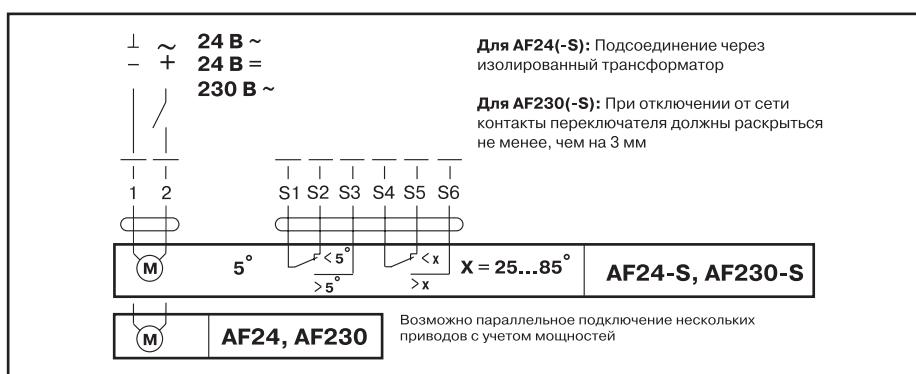 ⊥ ~ 24 В ~
– + 24 В =
230 В ~
Для AF24(-S): Подсоединение через
изолированный трансформатор
Для AF230(-S): При отключении от сети
контакты переключателя должны раскрыться
не менее, чем на 3 мм
1 2 S1 S2 S3 S4 S5 S6
M 5° < 5° > 5° < x > x X = 25...85° AF24-S, AF230-S
M AF24, AF230
Возможно параллельное подключение нескольких
приводов с учетом мощностей